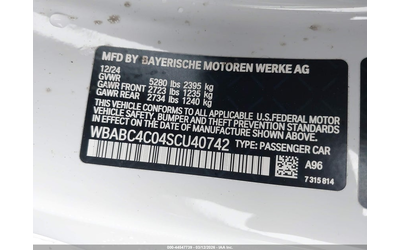 MFD BY BAYERISCHE MOTOREN WERKE AG
12/24
GVWR 5280 lbs 2395 kg
GAWR FRONT 2723 lbs 1235 kg
GAWR REAR 2734 lbs 1240 kg
THIS VEHICLE CONFORMS TO ALL APPLICABLE U.S.FEDERAL MOTOR
VEHICLE SAFETY, BUMPER AND THEFT PREVENTION STANDARDS IN
EFFECT ON THE DATE OF MANUFACTURE SHOWN ABOVE.
WBABC4C04SCU40742 TYPE: PASSENGER CAR
A96
7 315 814